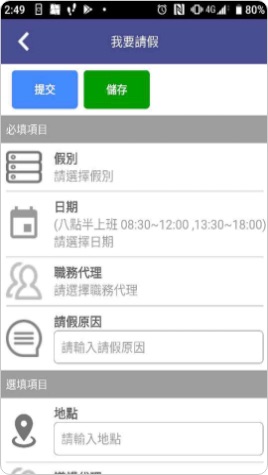 2:49
4G
80%
我要請假
提交
儲存
必填項目
假別
請選擇假別
日期
(八點半上班 08:30~12:00 ,13:30~18:00)
請選擇日期
職務代理
請選擇職務代理
請假原因
請輸入請假原因
選填項目
地點
請輸入地點